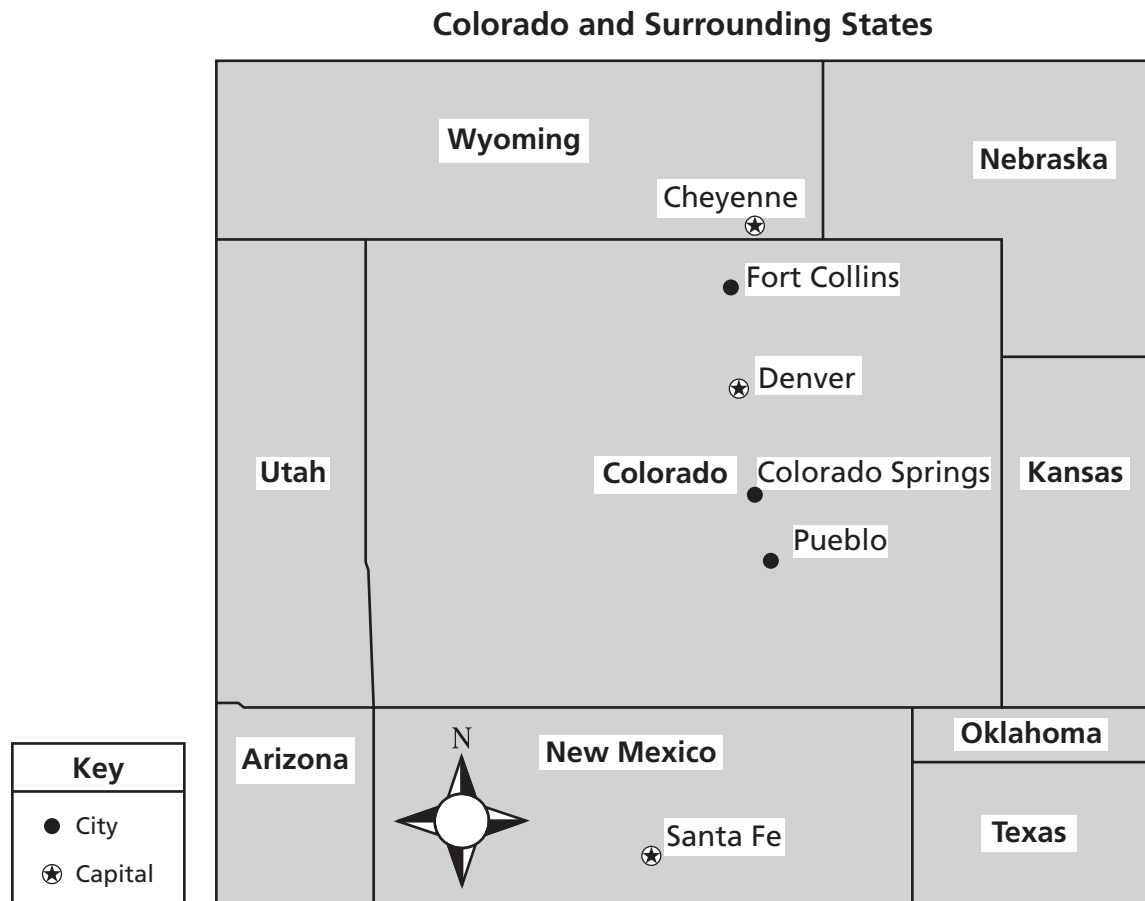 Colorado and Surrounding States
Wyoming
Nebraska
Cheyenne
Fort Collins
Denver
Utah
Colorado
Colorado Springs
Kansas
Pueblo
Arizona
N
New Mexico
Oklahoma
Santa Fe
Texas
Key
City
Capital